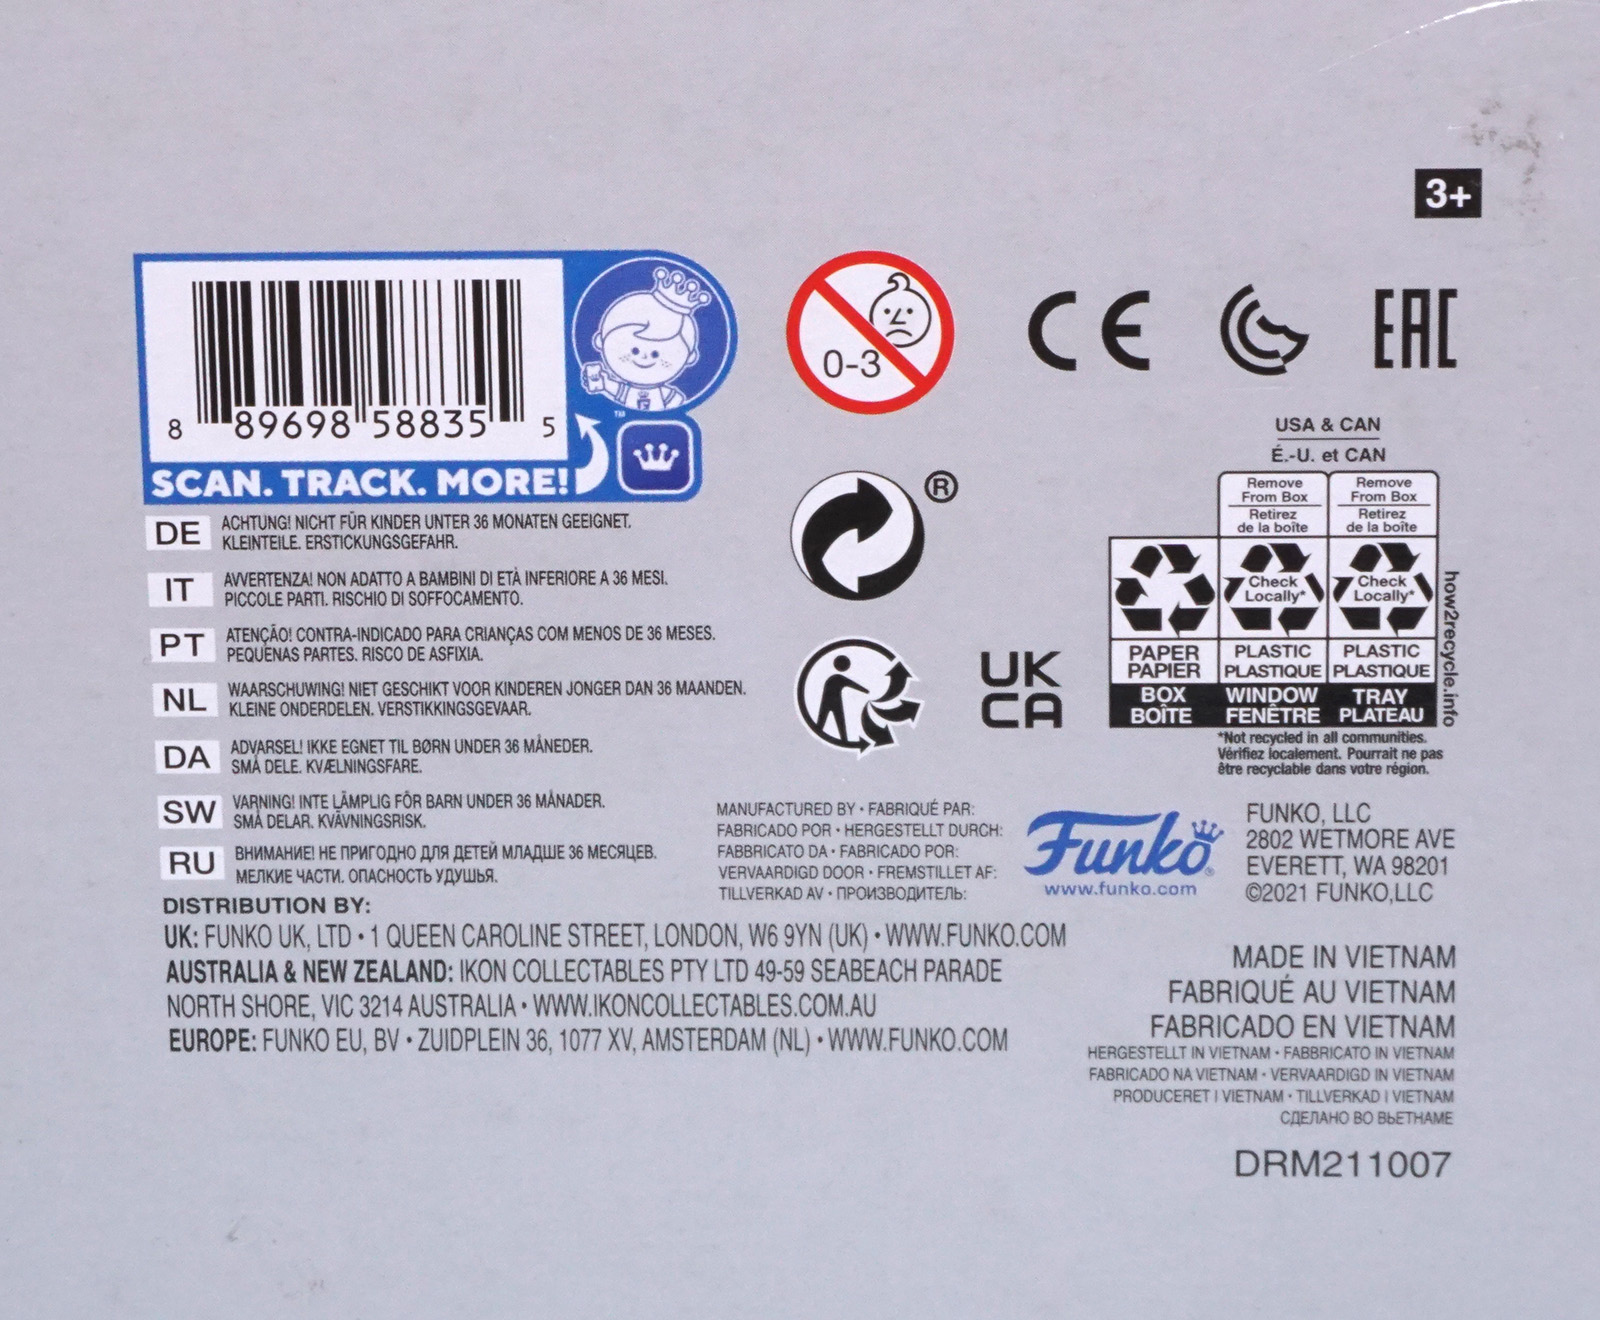 3+
8 89698 58835 5
™
SCAN. TRACK. MORE!
0-3
CE
EAC
®
UK
CA
USA & CAN
É.-U. et CAN
Remove
From Box
Retirez
de la boîte
Remove
From Box
Retirez
de la boîte
Check
Locally*
Check
Locally*
PAPER
PAPIER
PLASTIC
PLASTIQUE
PLASTIC
PLASTIQUE
BOX
BOÎTE
WINDOW
FENÊTRE
TRAY
PLATEAU
how2recycle.info
*Not recycled in all communities.
Vérifiez localement. Pourrait ne pas
être recyclable dans votre région.
DE ACHTUNG! NICHT FÜR KINDER UNTER 36 MONATEN GEEIGNET.
KLEINTEILE. ERSTICKUNGSGEFAHR.
IT AVVERTENZA! NON ADATTO A BAMBINI DI ETÀ INFERIORE A 36 MESI.
PICCOLE PARTI. RISCHIO DI SOFFOCAMENTO.
PT ATENÇÃO! CONTRA-INDICADO PARA CRIANÇAS COM MENOS DE 36 MESES.
PEQUENAS PARTES. RISCO DE ASFIXIA.
NL WAARSCHUWING! NIET GESCHIKT VOOR KINDEREN JONGER DAN 36 MAANDEN.
KLEINE ONDERDELEN. VERSTIKKINGSGEVAAR.
DA ADVARSEL! IKKE EGNET TIL BØRN UNDER 36 MÅNEDER.
SMÅ DELE. KVÆLNINGSFARE.
SW VARNING! INTE LÄMPLIG FÖR BARN UNDER 36 MÅNADER.
SMÅ DELAR. KVÄVNINGSRISK.
RU ВНИМАНИЕ! НЕ ПРИГОДНО ДЛЯ ДЕТЕЙ МЛАДШЕ 36 МЕСЯЦЕВ.
МЕЛКИЕ ЧАСТИ. ОПАСНОСТЬ УДУШЬЯ.
MANUFACTURED BY • FABRIQUÉ PAR:
FABRICADO POR • HERGESTELLT DURCH:
FABBRICATO DA • FABRICADO POR:
VERVAARDIGD DOOR • FREMSTILLET AF:
TILLVERKAD AV • ПРОИЗВОДИТЕЛЬ:
Funko®
www.funko.com
FUNKO, LLC
2802 WETMORE AVE
EVERETT, WA 98201
©2021 FUNKO,LLC
DISTRIBUTION BY:
UK: FUNKO UK, LTD • 1 QUEEN CAROLINE STREET, LONDON, W6 9YN (UK) • WWW.FUNKO.COM
AUSTRALIA & NEW ZEALAND: IKON COLLECTABLES PTY LTD 49-59 SEABEACH PARADE
NORTH SHORE, VIC 3214 AUSTRALIA • WWW.IKONCOLLECTABLES.COM.AU
EUROPE: FUNKO EU, BV • ZUIDPLEIN 36, 1077 XV, AMSTERDAM (NL) • WWW.FUNKO.COM
MADE IN VIETNAM
FABRIQUÉ AU VIETNAM
FABRICADO EN VIETNAM
HERGESTELLT IN VIETNAM • FABBRICATO IN VIETNAM
FABRICADO NA VIETNAM • VERVAARDIGD IN VIETNAM
PRODUCERET I VIETNAM • TILLVERKAD I VIETNAM
СДЕЛАНО ВО ВЬЕТНАМЕ
DRM211007